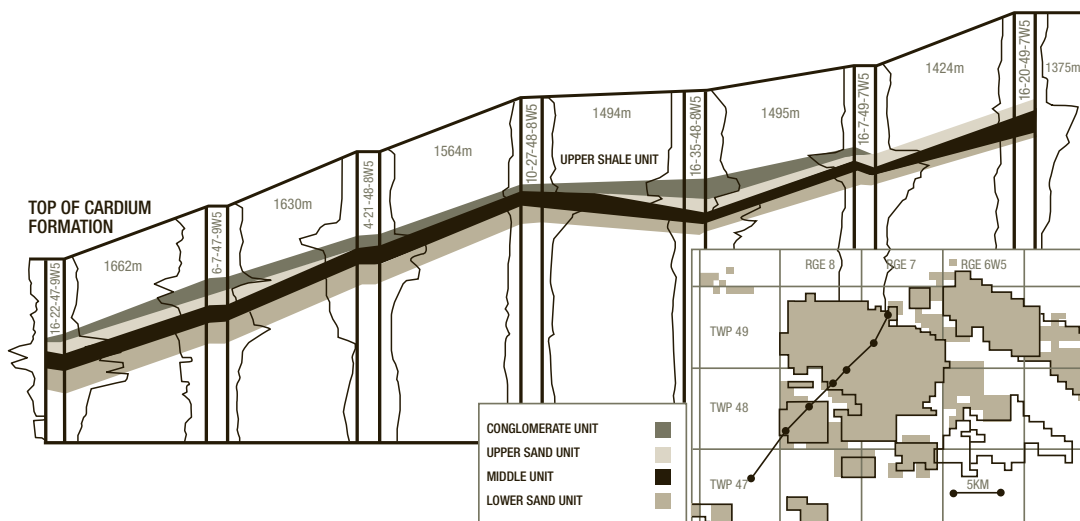 TOP OF CARDIUM
FORMATION
16-22-47-9W5
1662m
6-7-47-9W5
1630m
4-21-48-8W5
1564m
10-27-48-8W5
1494m
UPPER SHALE UNIT
16-35-48-8W5
1495m
16-7-49-7W5
1424m
16-20-49-7W5
1375m
CONGLOMERATE UNIT
UPPER SAND UNIT
MIDDLE UNIT
LOWER SAND UNIT
RGE 8
RGE 7
RGE 6W5
TWP 49
TWP 48
TWP 47
5KM